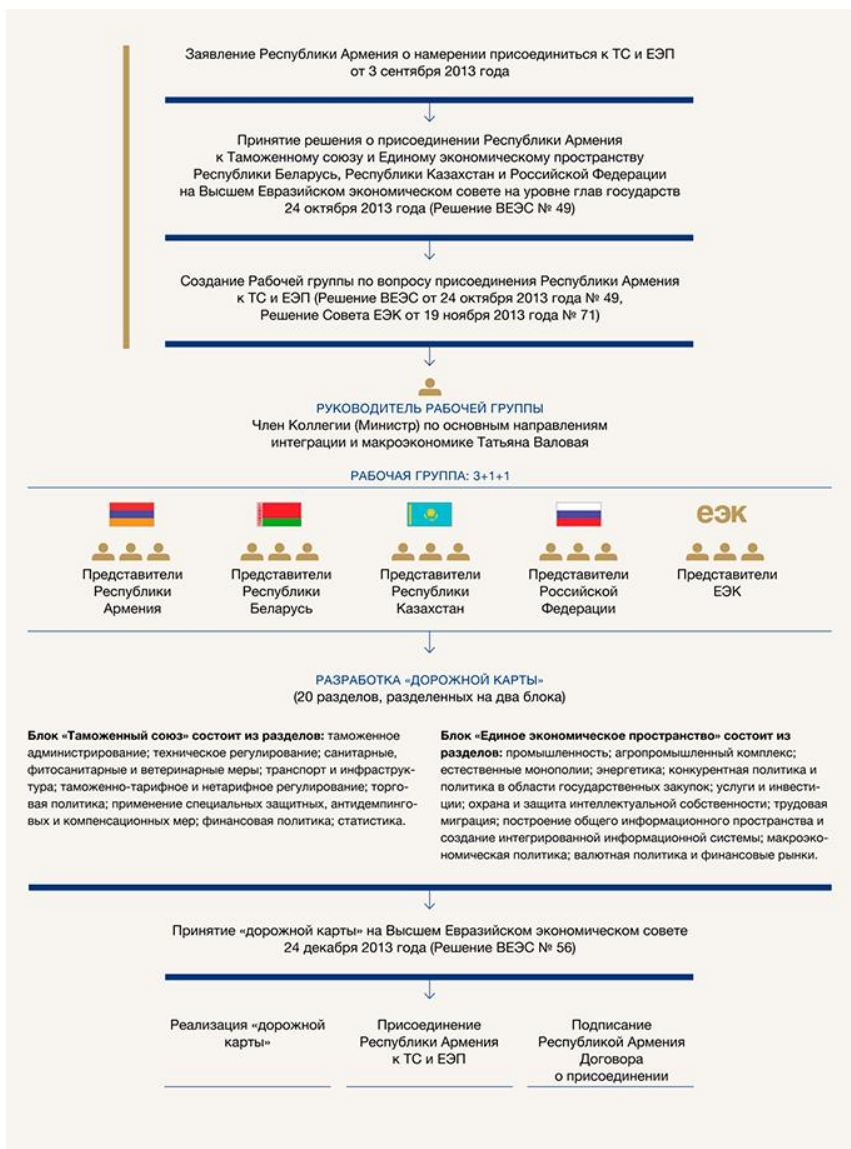 Заявление Республики Армения о намерении присоединиться к ТС и ЕЭП
от 3 сентября 2013 года
Принятие решения о присоединении Республики Армения
к Таможенному союзу и Единому экономическому пространству
Республики Беларусь, Республики Казахстан и Российской Федерации
на Высшем Евразийском экономическом совете на уровне глав государств
24 октября 2013 года (Решение ВЕЭС № 49)
Создание Рабочей группы по вопросу присоединения Республики Армения
к ТС и ЕЭП (Решение ВЕЭС от 24 октября 2013 года № 49,
Решение Совета ЕЭК от 19 ноября 2013 года № 71)
РУКОВОДИТЕЛЬ РАБОЧЕЙ ГРУППЫ
Член Коллегии (Министр) по основным направлениям
интеграции и макроэкономике Татьяна Валовая
РАБОЧАЯ ГРУППА: 3+1+1
еэк
Представители
Республики
Армения
Представители
Республики
Беларусь
Представители
Республики
Казахстан
Представители
Российской
Федерации
Представители
ЕЭК
РАЗРАБОТКА «ДОРОЖНОЙ КАРТЫ»
(20 разделов, разделенных на два блока)
Блок «Таможенный союз» состоит из разделов: таможенное
администрирование; техническое регулирование; санитарные,
фитосанитарные и ветеринарные меры; транспорт и инфраструк-
тура; таможенно-тарифное и нетарифное регулирование; торго-
вая политика; применение специальных защитных, антидемпинго-
вых и компенсационных мер; финансовая политика; статистика.
Блок «Единое экономическое пространство» состоит из
разделов: промышленность; агропромышленный комплекс;
естественные монополии; энергетика; конкурентная политика и
политика в области государственных закупок; услуги и инвести-
ции; охрана и защита интеллектуальной собственности; трудовая
миграция; построение общего информационного пространства и
создание интегрированной информационной системы; макроэко-
номическая политика; валютная политика и финансовые рынки.
Принятие «дорожной карты» на Высшем Евразийском экономическом совете
24 декабря 2013 года (Решение ВЕЭС № 56)
Реализация «дорожной
карты»
Присоединение
Республики Армения
к ТС и ЕЭП
Подписание
Республикой Армения
Договора
о присоединении